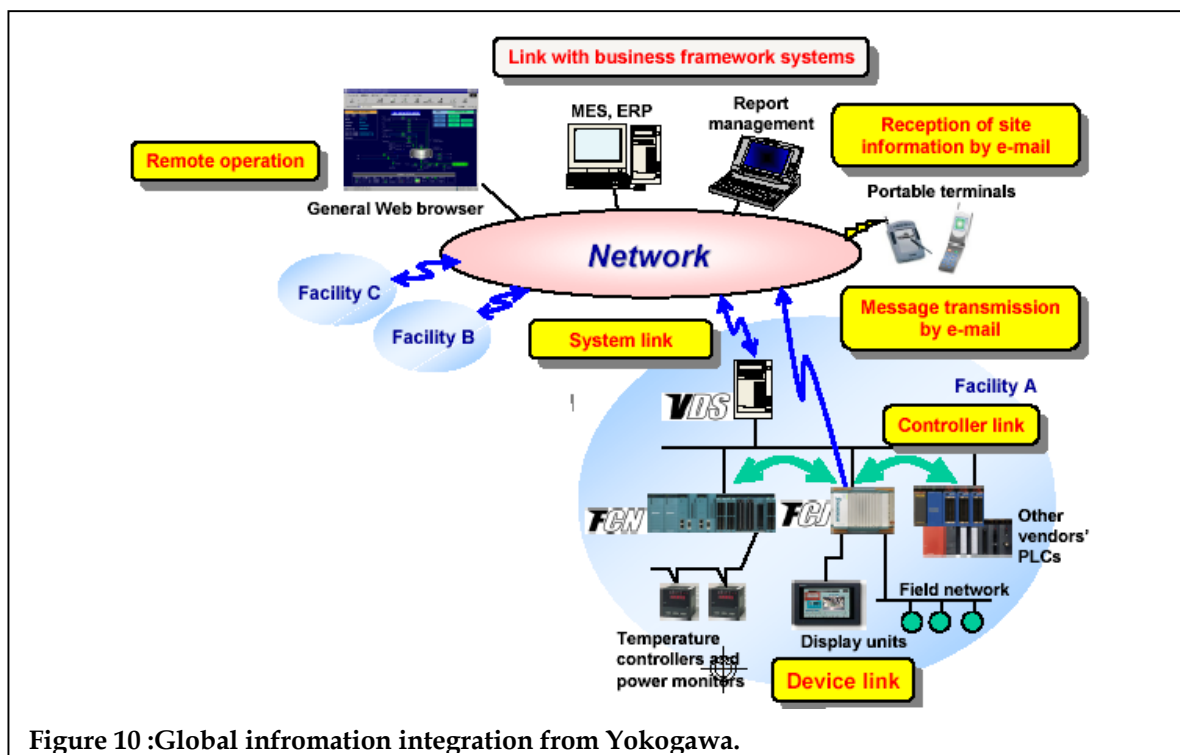 Link with business framework systems
MES, ERP
Report
management
Reception of site
information by e-mail
Remote operation
Portable terminals
General Web browser
Network
Facility C
Facility B
System link
Message transmission
by e-mail
Facility A
VDS
Controller link
FCN
FCJ
Other
vendors'
PLCs
Field network
Temperature
controllers and
power monitors
Display units
Device link
Figure 10 :Global infromation integration from Yokogawa.